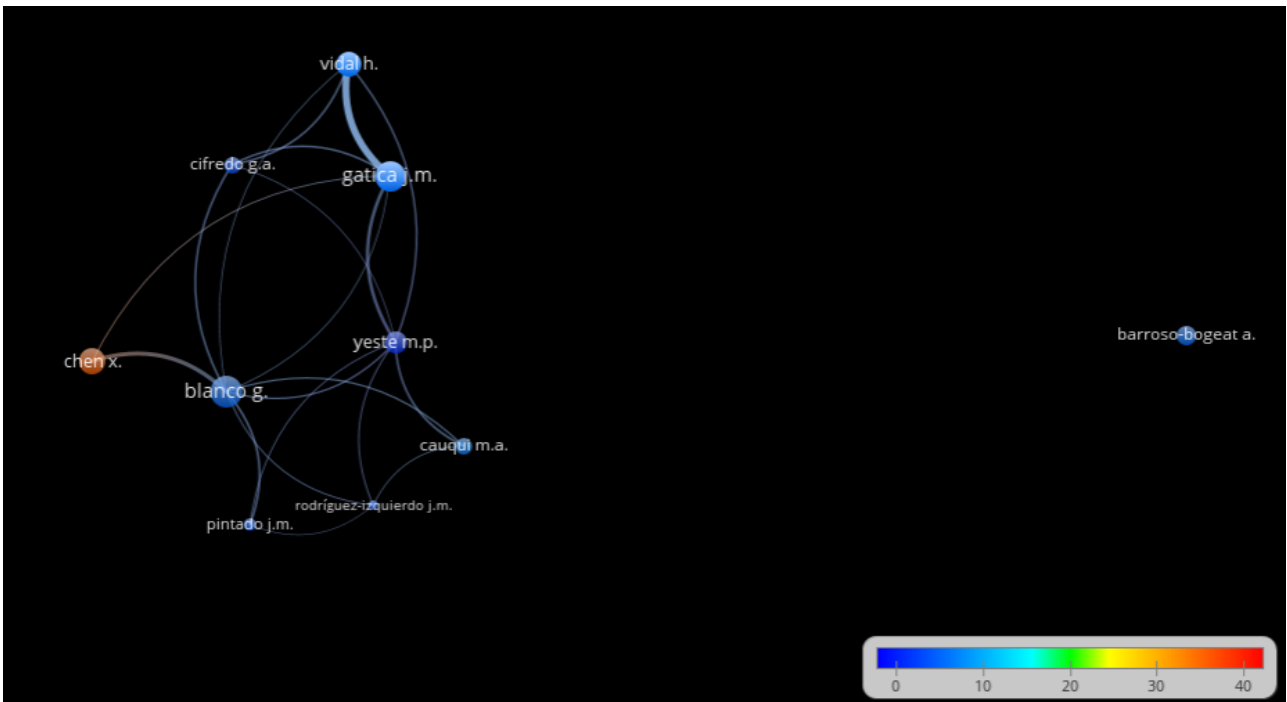 vidal h.
cifredo g.a.
gatica j.m.
barroso-bogeat a.
yeste m.p.
chen x.
blanco g.
cauqui m.a.
rodríguez-izquierdo j.m.
pintado j.m.
0 10 20 30 40